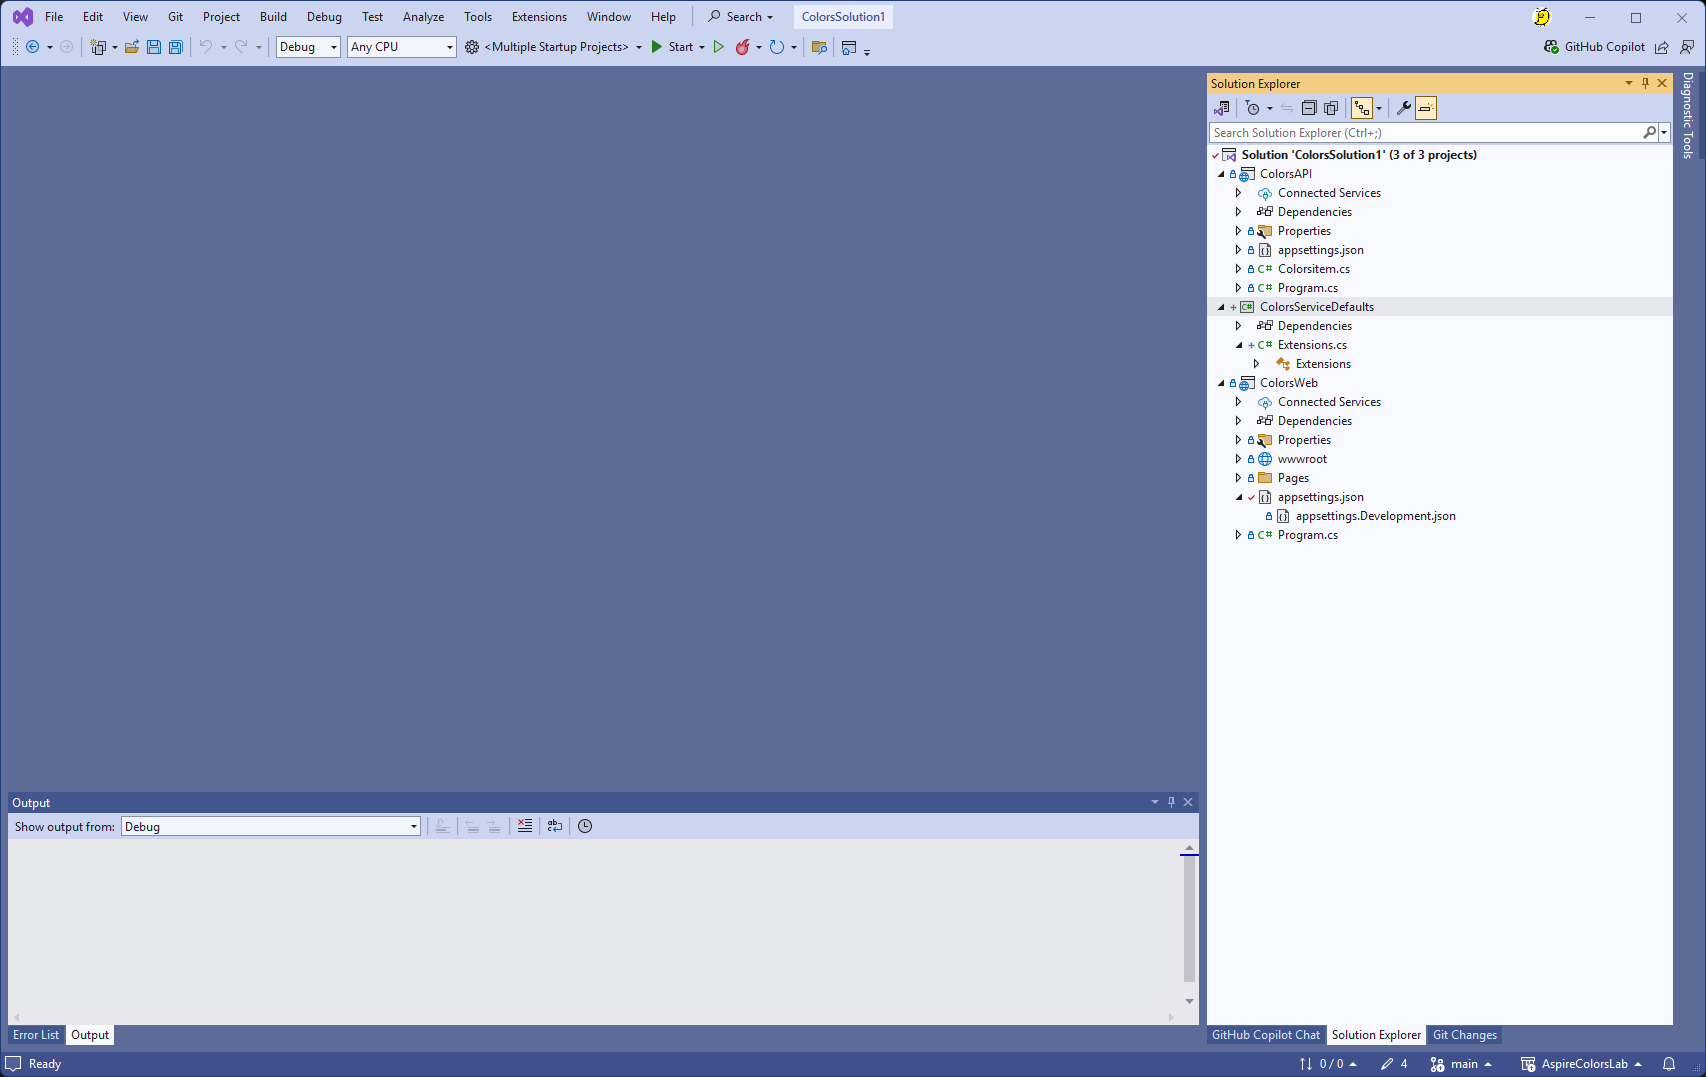 File Edit View Git Project Build Debug Test Analyze Tools Extensions Window Help Search ColorsSolution1
Debug Any CPU <Multiple Startup Projects> Start GitHub Copilot
Solution Explorer
Diagnostic Tools
Search Solution Explorer (Ctrl+;)
Solution 'ColorsSolution1' (3 of 3 projects)
ColorsAPI
Connected Services
Dependencies
Properties
appsettings.json
C# Colorsitem.cs
C# Program.cs
C# ColorsServiceDefaults
Dependencies
C# Extensions.cs
Extensions
ColorsWeb
Connected Services
Dependencies
Properties
wwwroot
Pages
appsettings.json
appsettings.Development.json
C# Program.cs
Output
Show output from: Debug
Error List Output
GitHub Copilot Chat Solution Explorer Git Changes
Ready 0 / 0 4 main AspireColorsLab